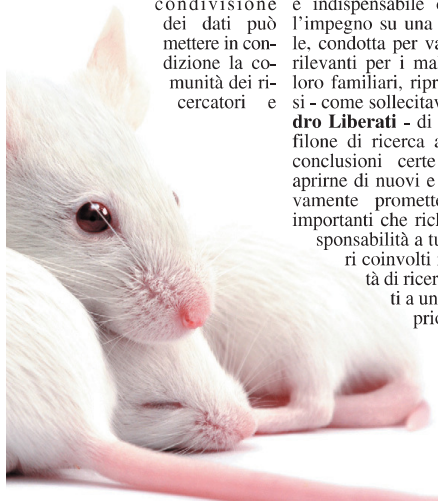 condivisione
dei dati può
mettere in con-
dizione la co-
munità dei ri-
cercatori e
è indispensabile
l'impegno su una
le, condotta per va
rilevanti per i mal
loro familiari, ripr
si - come sollecitav
dro Liberati - di
filone di ricerca a
conclusioni certe
aprirne di nuovi e
vamente promett
importanti che rich
sponsabilità a tu
ri coinvolti
tà di ricer
ti a un
prio